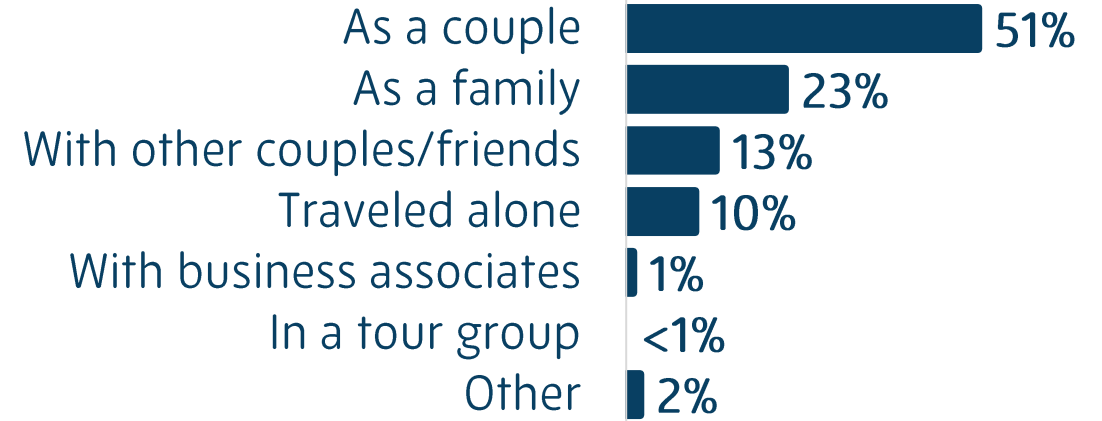 As a couple 51%
As a family 23%
With other couples/friends 13%
Traveled alone 10%
With business associates 1%
In a tour group <1%
Other 2%